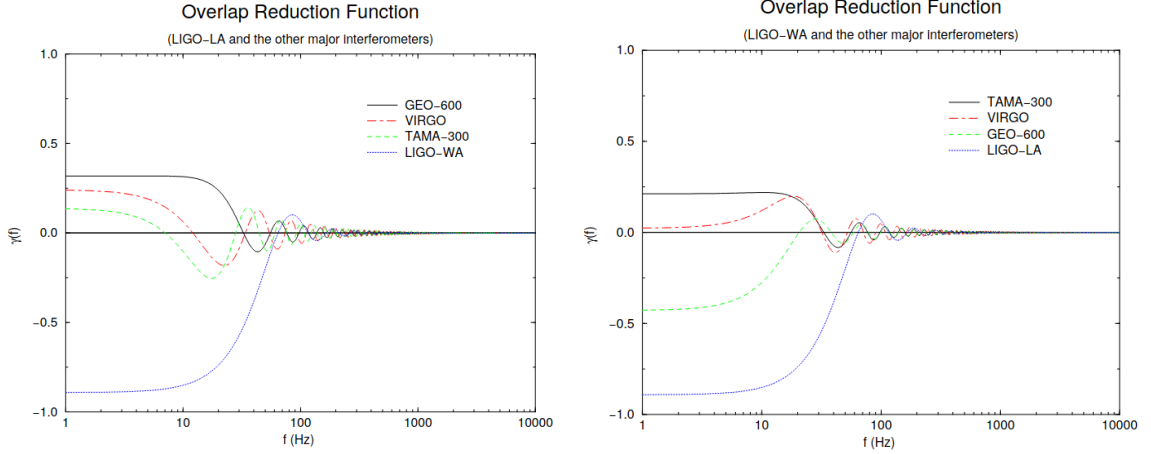 Overlap Reduction Function
(LIGO−LA and the other major interferometers)
1.0
0.5
0.0
−0.5
−1.0
γ(f)
GEO−600
VIRGO
TAMA−300
LIGO−WA
1
10
100
1000
10000
f (Hz)
Overlap Reduction Function
(LIGO−WA and the other major interferometers)
1.0
0.5
0.0
−0.5
−1.0
γ(f)
TAMA−300
VIRGO
GEO−600
LIGO−LA
1
10
100
1000
10000
f (Hz)